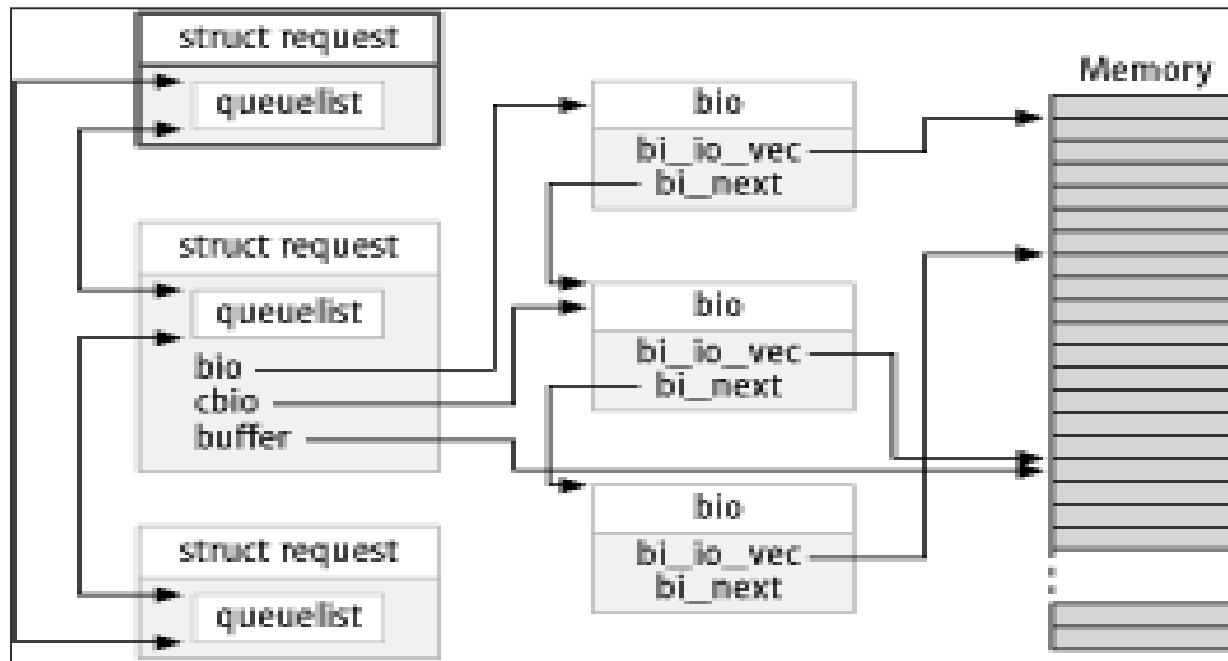 struct request
queuelist
struct request
queuelist
bio
cbio
buffer
struct request
queuelist
bio
bi_io_vec
bi_next
bio
bi_io_vec
bi_next
bio
bi_io_vec
bi_next
Memory